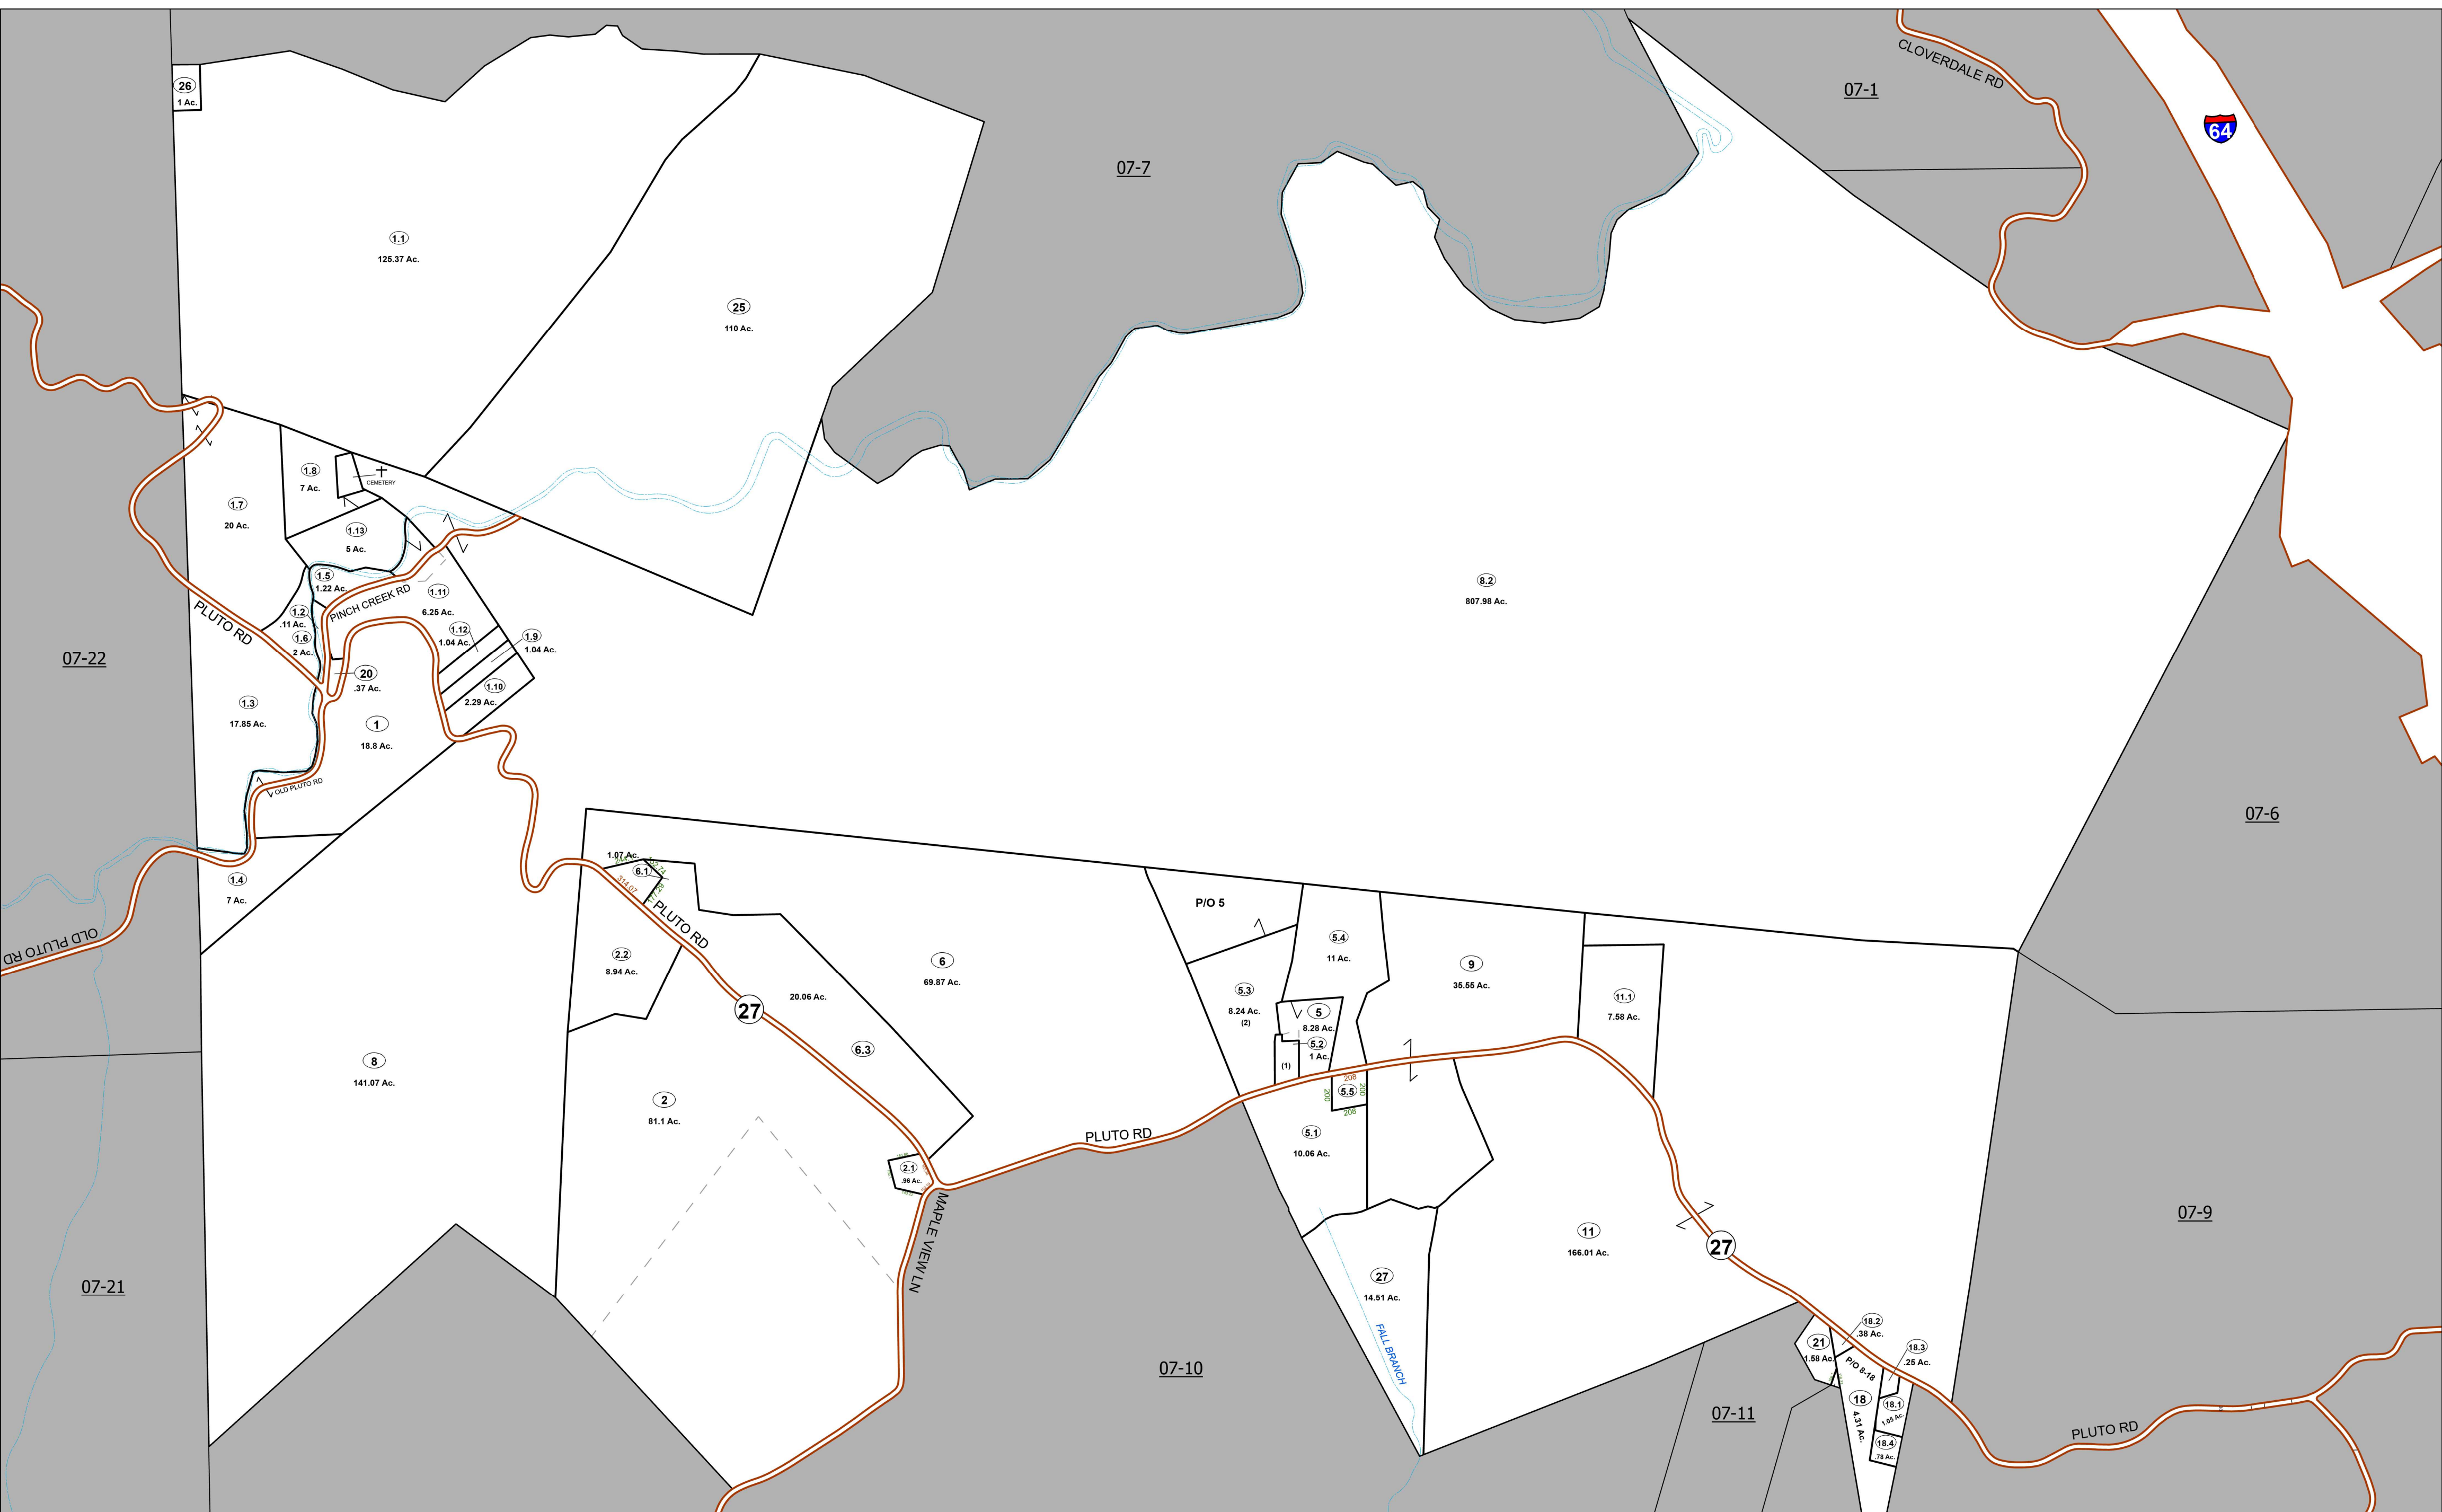 CLOVERDALE RD
07-1
64
26
1 Ac.
07-7
1.1
125.37 Ac.
25
110 Ac.
1.8
7 Ac.
CEMETERY
1.7
20 Ac.
1.13
5 Ac.
1.5
1.22 Ac.
PINCH CREEK RD
1.11
6.25 Ac.
8.2
807.98 Ac.
PLUTO RD
1.2
.11 Ac.
1.6
2 Ac.
1.12
1.04 Ac.
1.9
1.04 Ac.
07-22
20
.37 Ac.
1.10
2.29 Ac.
1.3
17.85 Ac.
1
18.8 Ac.
OLD PLUTO RD
07-6
1.4
7 Ac.
OLD PLUTO RD
1.07 Ac.
6.1
314.07
PLUTO RD
2.2
8.94 Ac.
27
20.06 Ac.
6.3
6
69.87 Ac.
P/O 5
5.4
11 Ac.
5.3
8.24 Ac.
(2)
5
8.28 Ac.
5.2
1 Ac.
(1)
9
35.55 Ac.
11.1
7.58 Ac.
208
5.5
200
200
208
8
141.07 Ac.
2
81.1 Ac.
2.1
.96 Ac.
PLUTO RD
MAPLE VIEW LN
5.1
10.06 Ac.
07-9
11
166.01 Ac.
27
27
14.51 Ac.
FALL BRANCH
07-21
07-10
07-11
21
1.58 Ac.
18.2
.38 Ac.
18.3
.25 Ac.
P/O 8-18
18
4.31 Ac.
18.1
1.05 Ac.
18.4
.78 Ac.
PLUTO RD